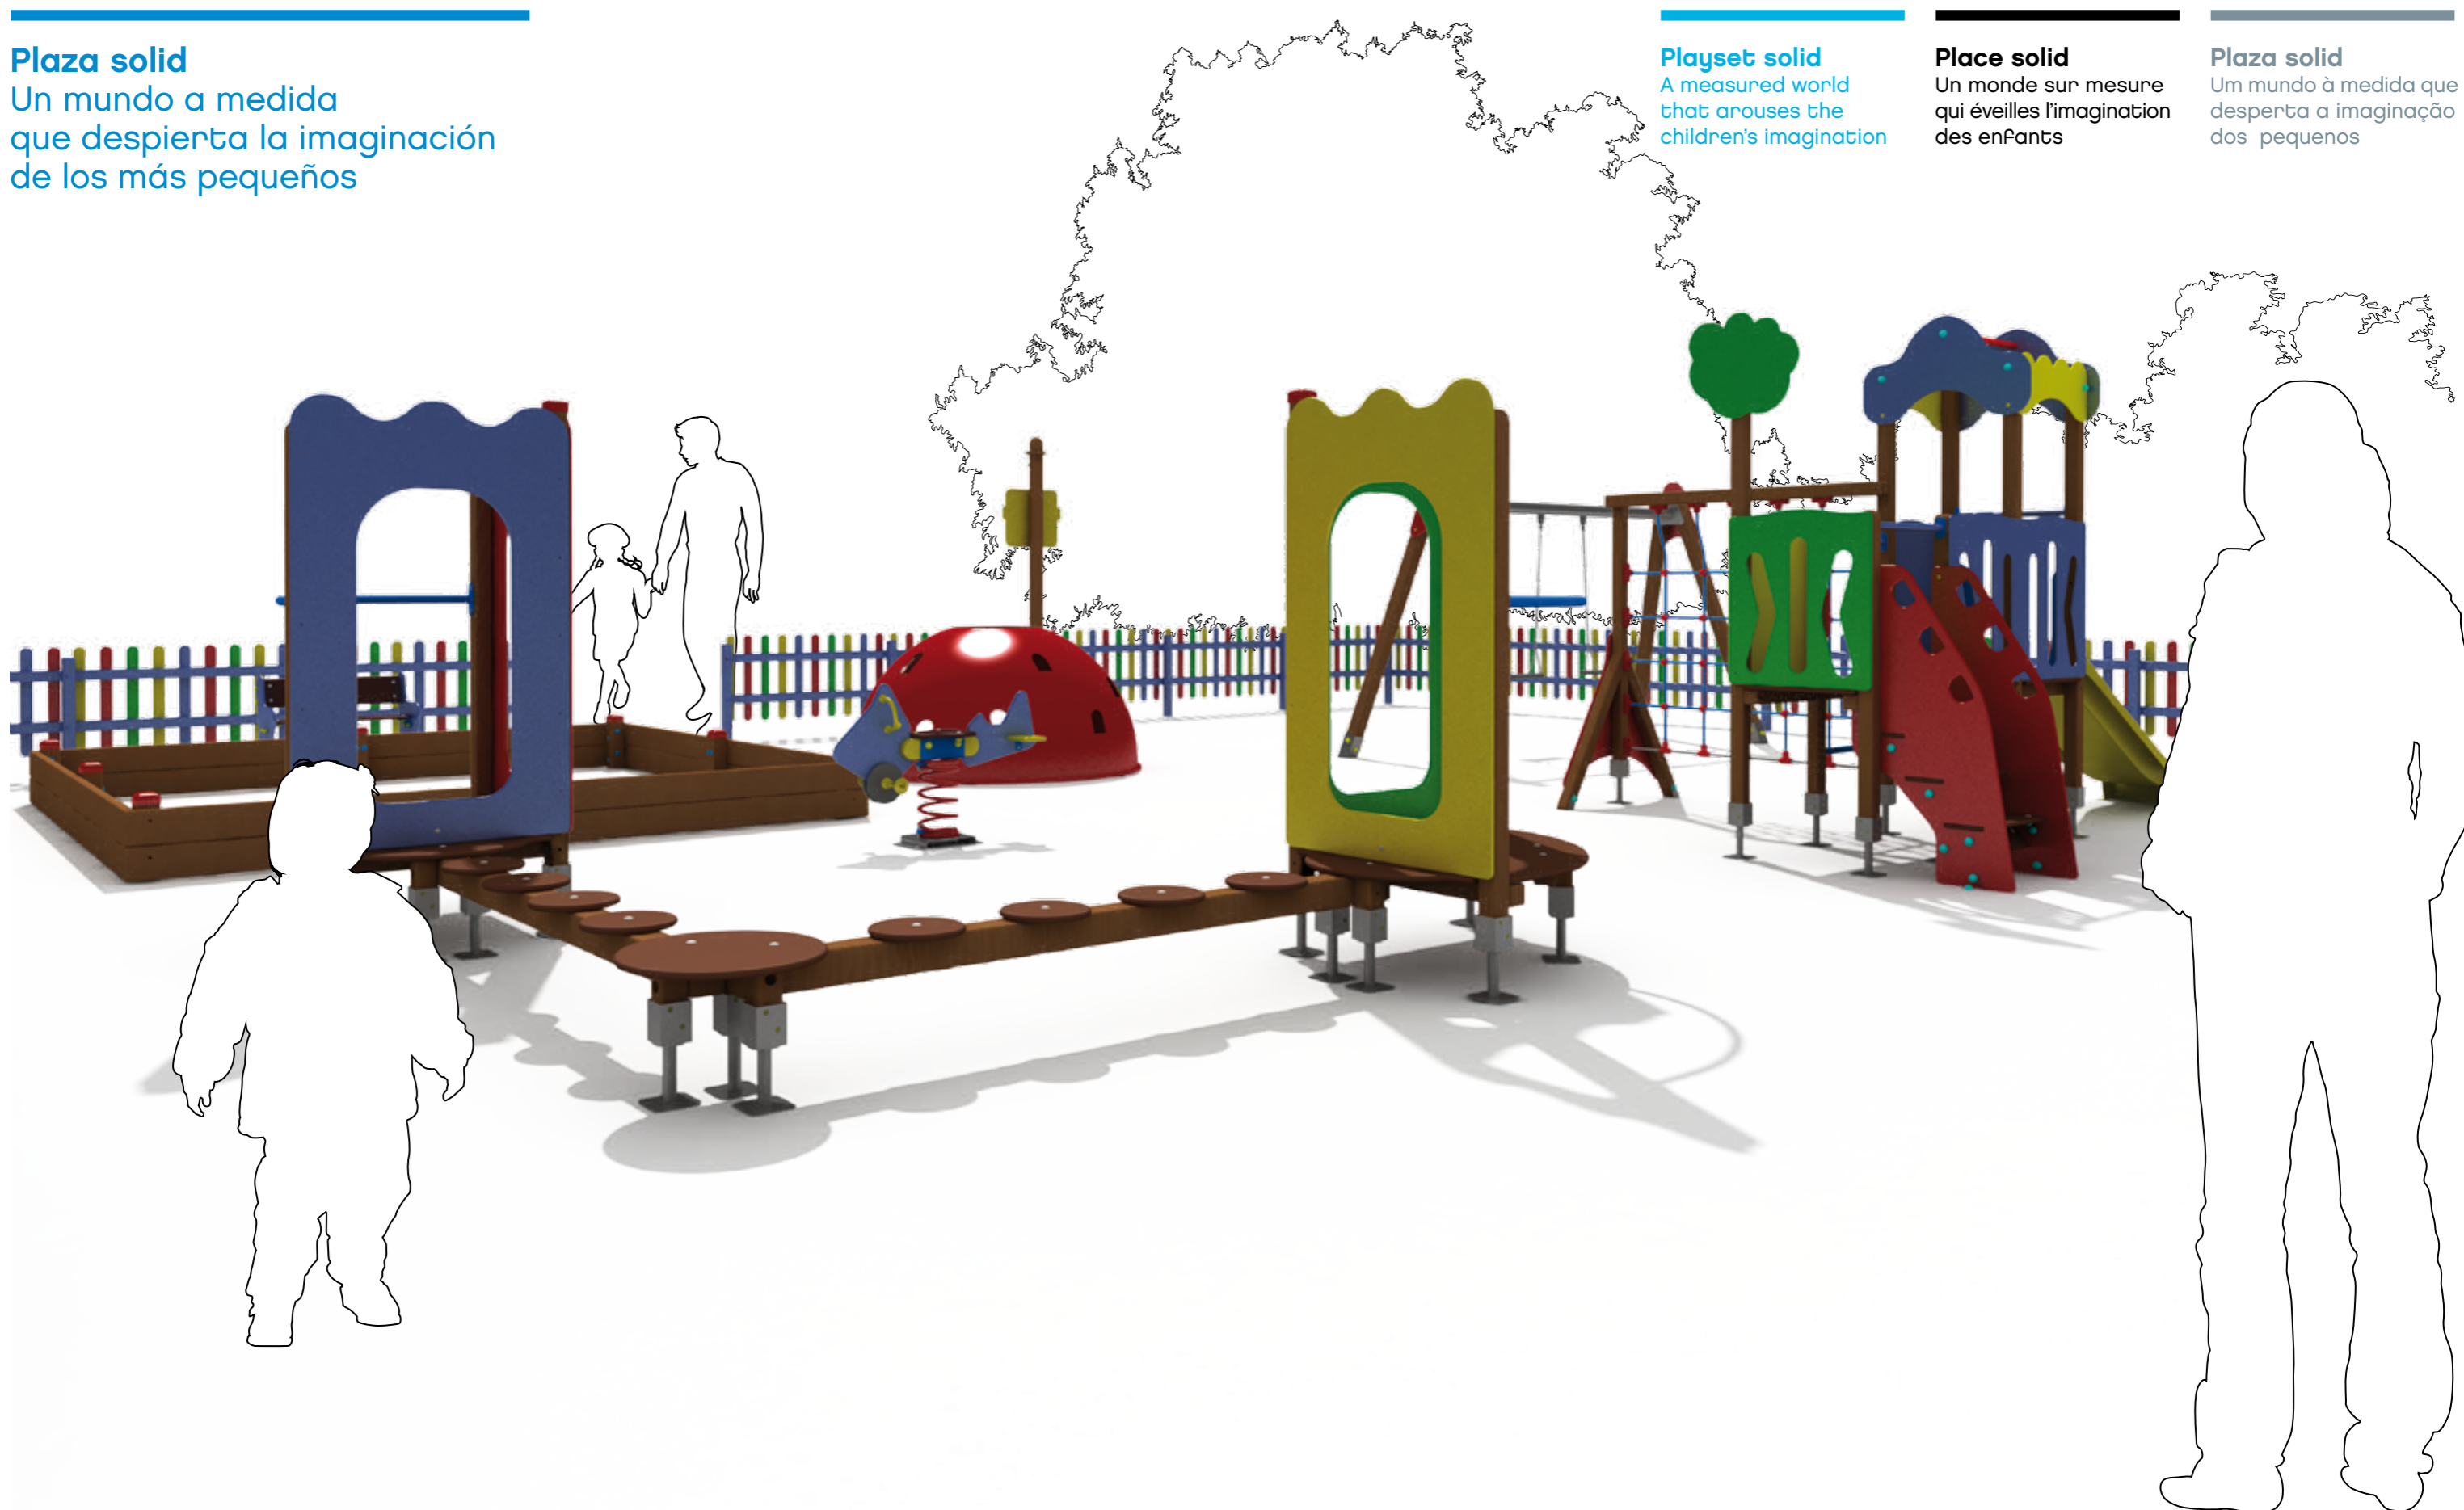 Plaza solid
Un mundo a medida
que despierta la imaginación
de los más pequeños
Playset solid
A measured world
that arouses the
children's imagination
Place solid
Un monde sur mesure
qui éveilles l'imagination
des enfants
Plaza solid
Um mundo à medida que
desperta a imaginação
dos pequenos